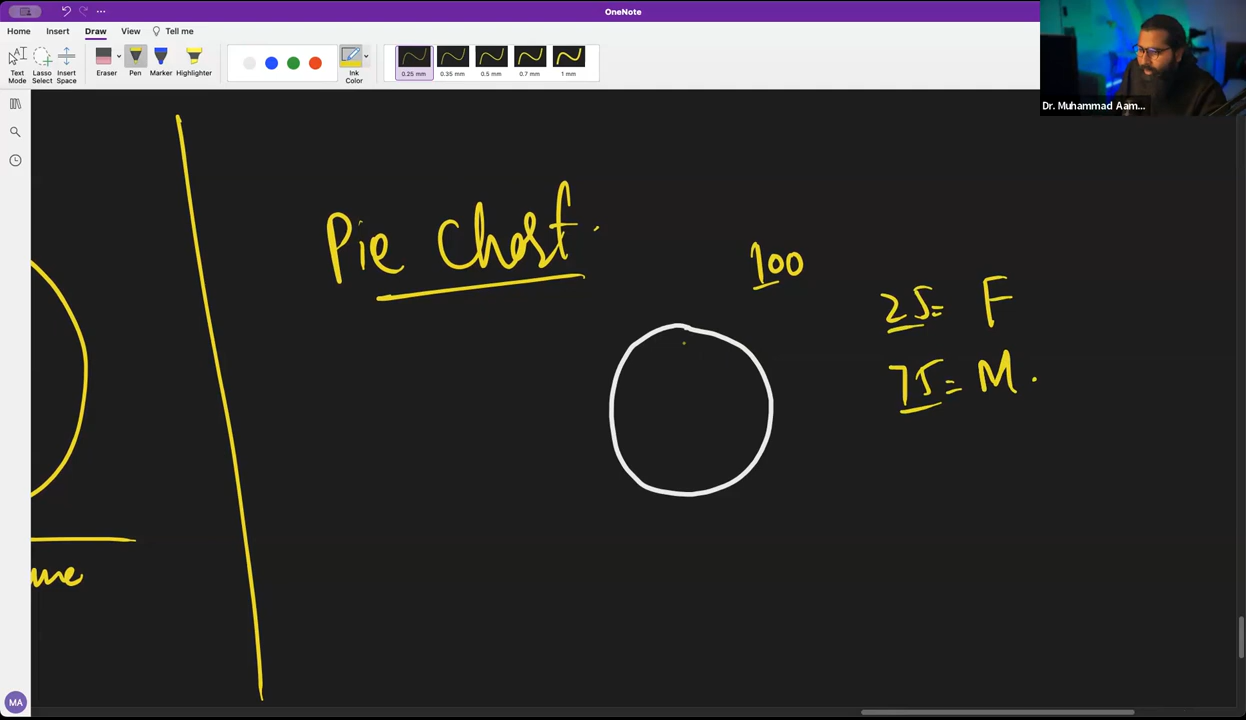 OneNote
Home Insert Draw View Tell me
Text Mode
Lasso Select
Insert Space
Eraser
Pen
Marker
Highlighter
Ink Color
0.25 mm 0.35 mm 0.5 mm 0.7 mm 1 mm
Dr. Muhammad Aam...
Pie Chart.
100
25= F
75= M.
me
MA